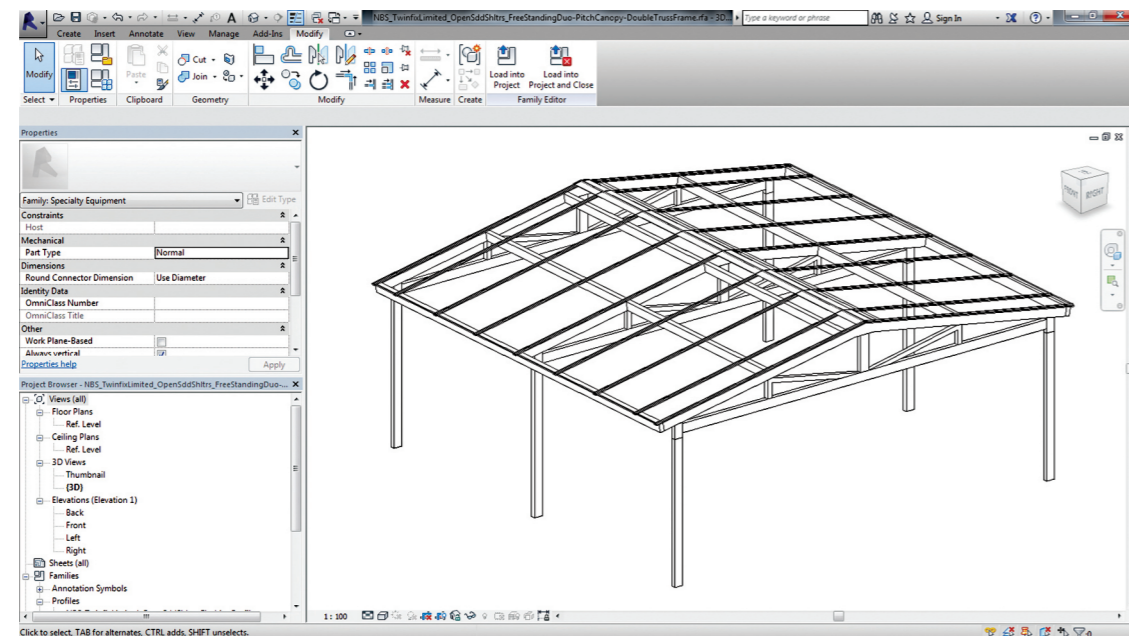 NBS_TwinfixLimited_OpenSddShltrs_FreeStandingDuo-PitchCanopy-DoubleTrussFrame.rfa - 3D...
Type a keyword or phrase
Sign In
Create Insert Annotate View Manage Add-Ins Modify
Modify
Paste
Cut
Join
Load into Project
Load into Project and Close
Select Properties Clipboard Geometry Modify Measure Create Family Editor
Properties
Family: Specialty Equipment
Edit Type
Constraints
Host
Mechanical
Part Type Normal
Dimensions
Round Connector Dimension Use Diameter
Identity Data
OmniClass Number
OmniClass Title
Other
Work Plane-Based
Always vertical
Properties help
Apply
Project Browser - NBS_TwinfixLimited_OpenSddShltrs_FreeStandingDuo-...
Views (all)
Floor Plans
Ref. Level
Ceiling Plans
Ref. Level
3D Views
Thumbnail
{3D}
Elevations (Elevation 1)
Back
Front
Left
Right
Sheets (all)
Families
Annotation Symbols
Profiles
FRONT RIGHT
1 : 100
Click to select, TAB for alternates, CTRL adds, SHIFT unselects.